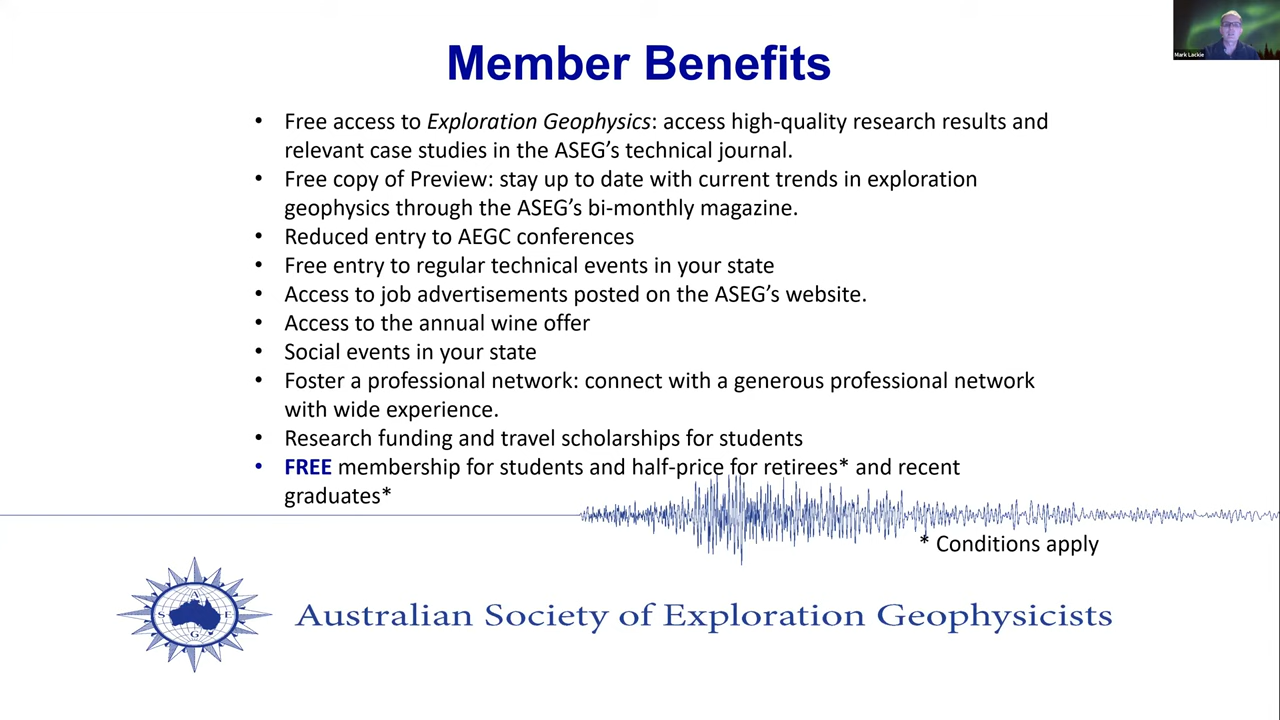 Member Benefits
Mark Lackie
• Free access to Exploration Geophysics: access high-quality research results and
relevant case studies in the ASEG’s technical journal.
• Free copy of Preview: stay up to date with current trends in exploration
geophysics through the ASEG’s bi-monthly magazine.
• Reduced entry to AEGC conferences
• Free entry to regular technical events in your state
• Access to job advertisements posted on the ASEG’s website.
• Access to the annual wine offer
• Social events in your state
• Foster a professional network: connect with a generous professional network
with wide experience.
• Research funding and travel scholarships for students
• FREE membership for students and half-price for retirees* and recent
graduates*
* Conditions apply
A S E G
Australian Society of Exploration Geophysicists